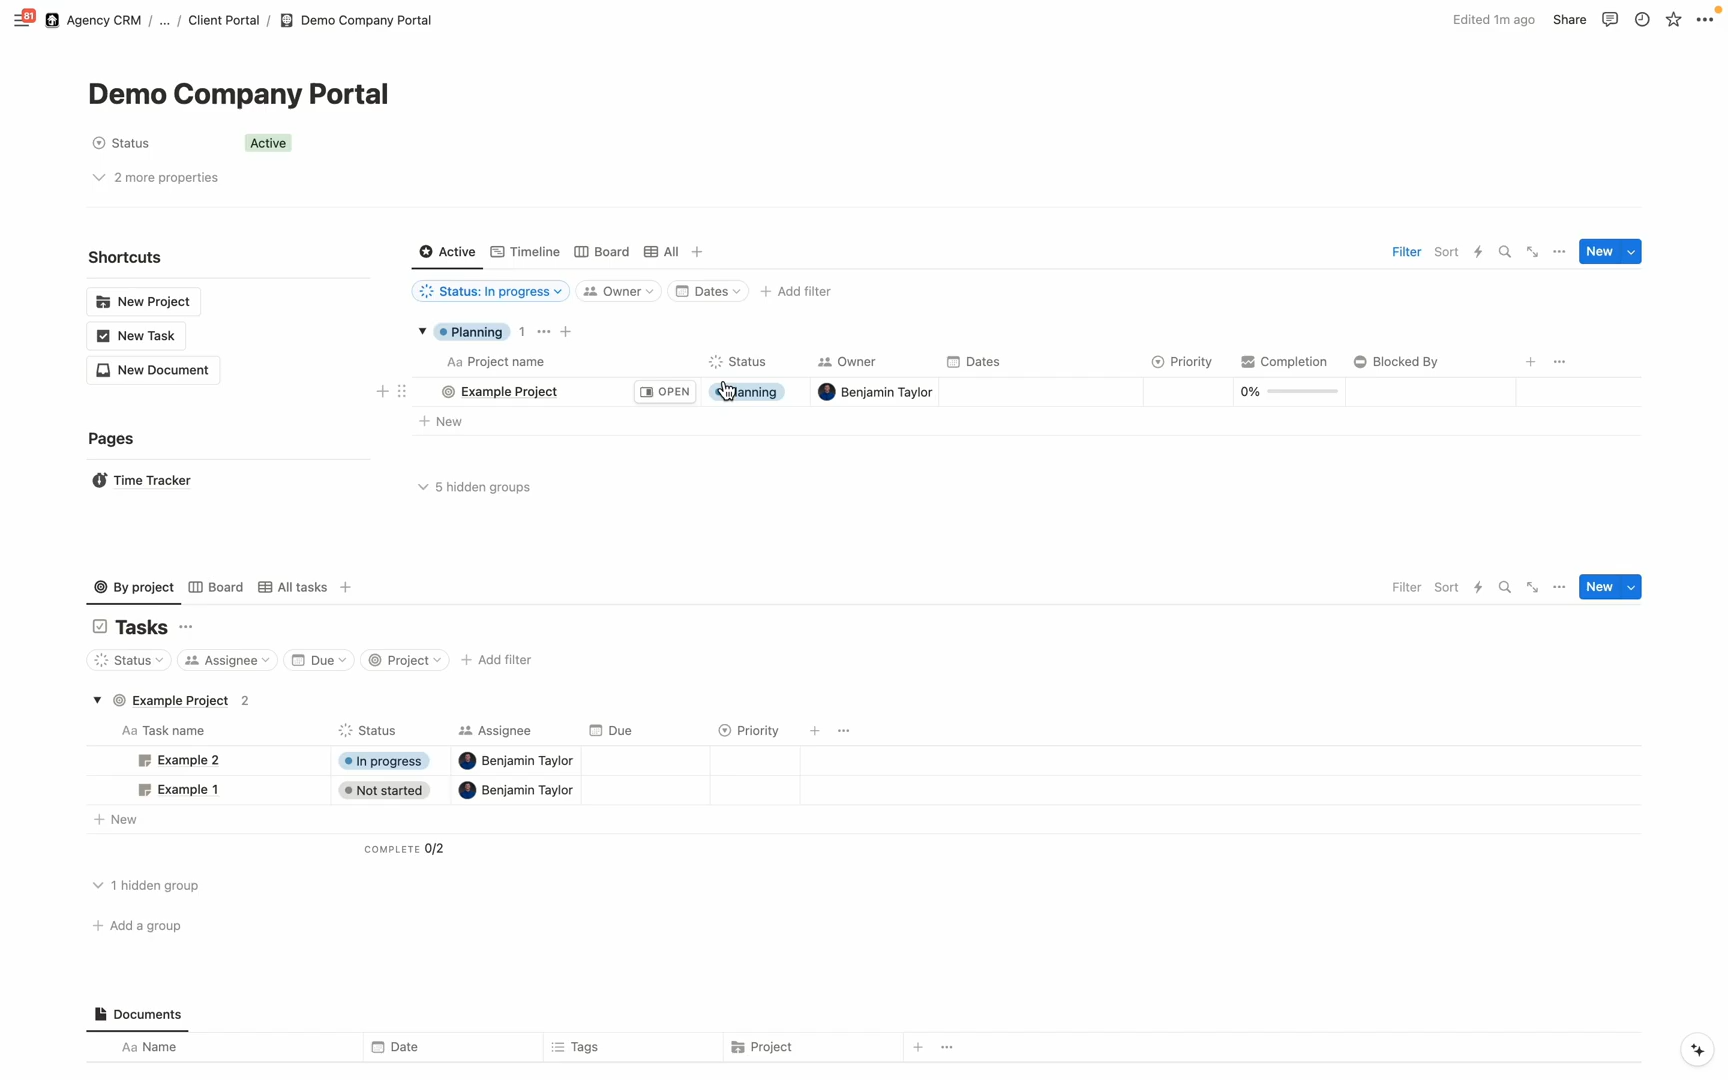 81 Agency CRM / ... / Client Portal / Demo Company Portal Edited 1m ago Share
Demo Company Portal
Status Active
2 more properties
Shortcuts
New Project
New Task
New Document
Pages
Time Tracker
Active Timeline Board All Filter Sort New
Status: In progress Owner Dates Add filter
Planning 1
Aa Project name Status Owner Dates Priority Completion Blocked By
Example Project OPEN Planning Benjamin Taylor 0%
New
5 hidden groups
By project Board All tasks Filter Sort New
Tasks
Status Assignee Due Project Add filter
Example Project 2
Aa Task name Status Assignee Due Priority
Example 2 In progress Benjamin Taylor
Example 1 Not started Benjamin Taylor
New
COMPLETE 0/2
1 hidden group
Add a group
Documents
Aa Name Date Tags Project